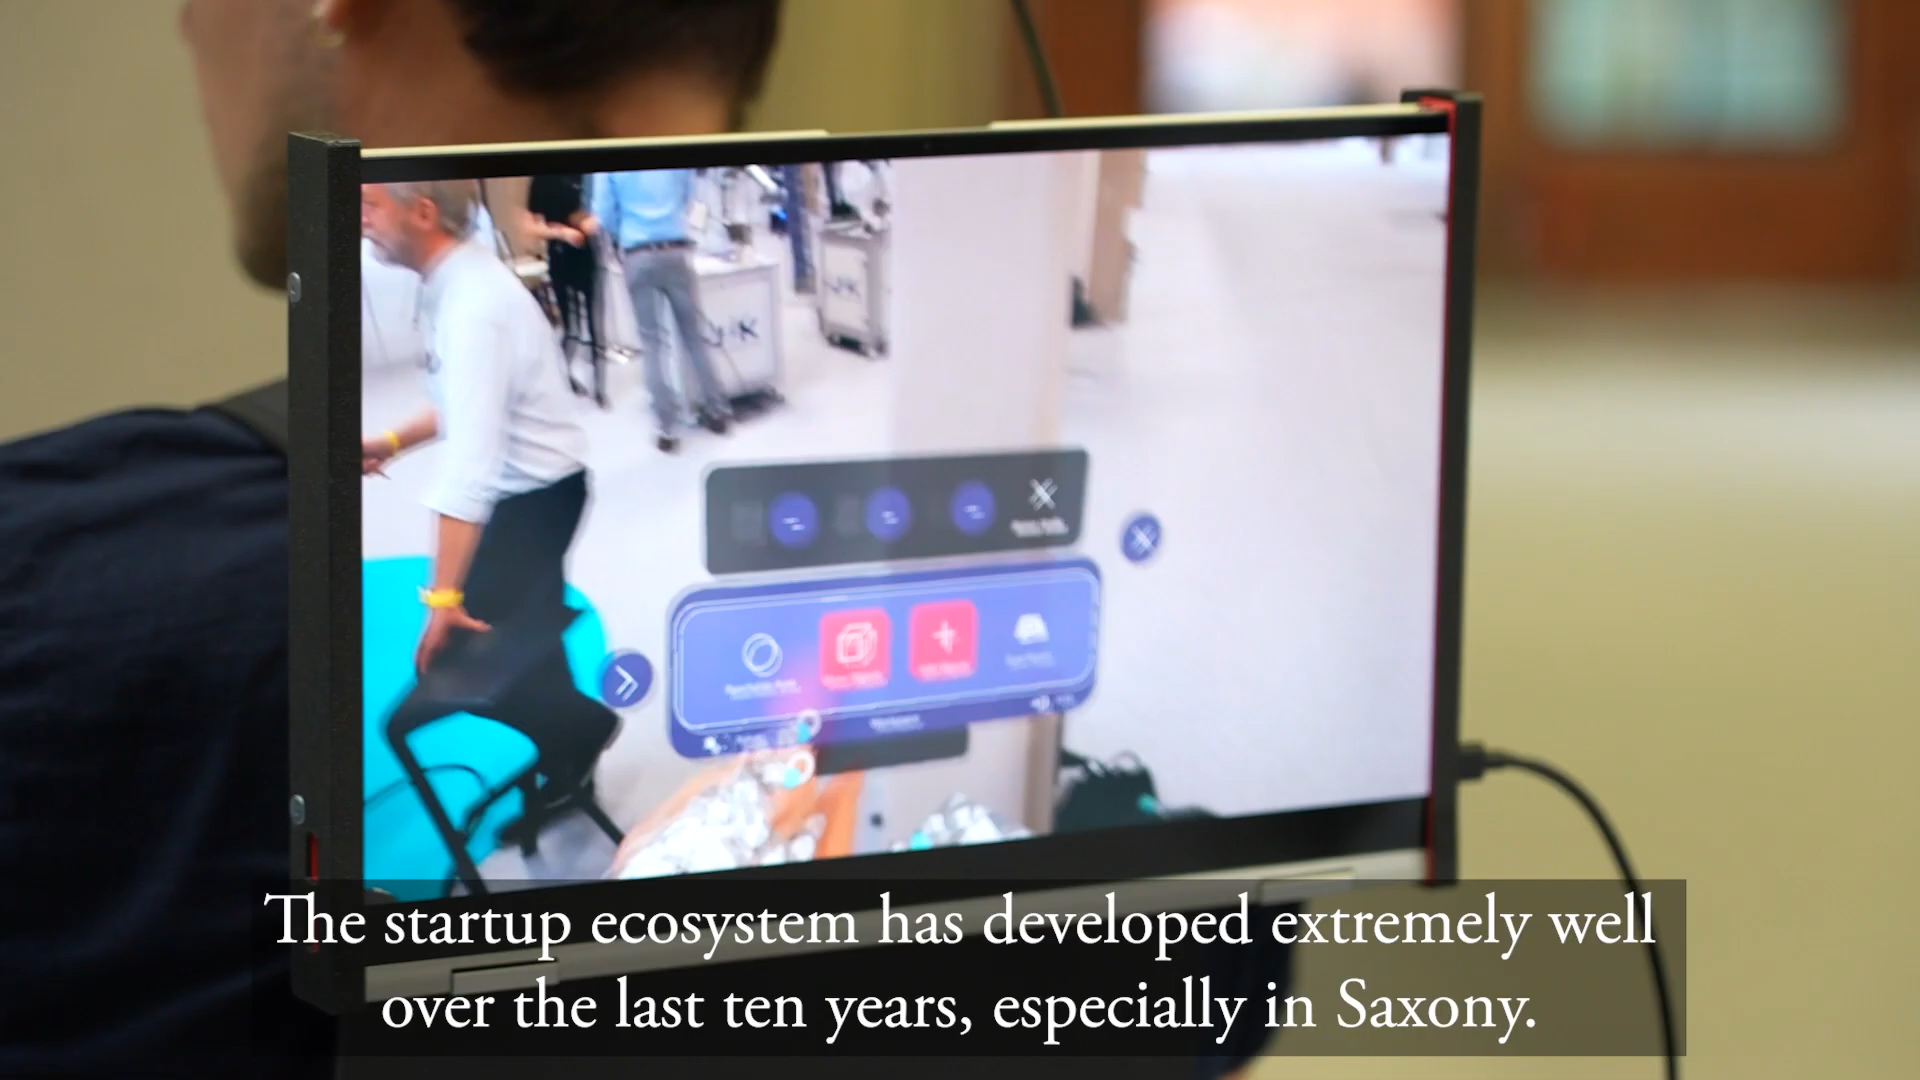 The startup ecosystem has developed extremely well
over the last ten years, especially in Saxony.